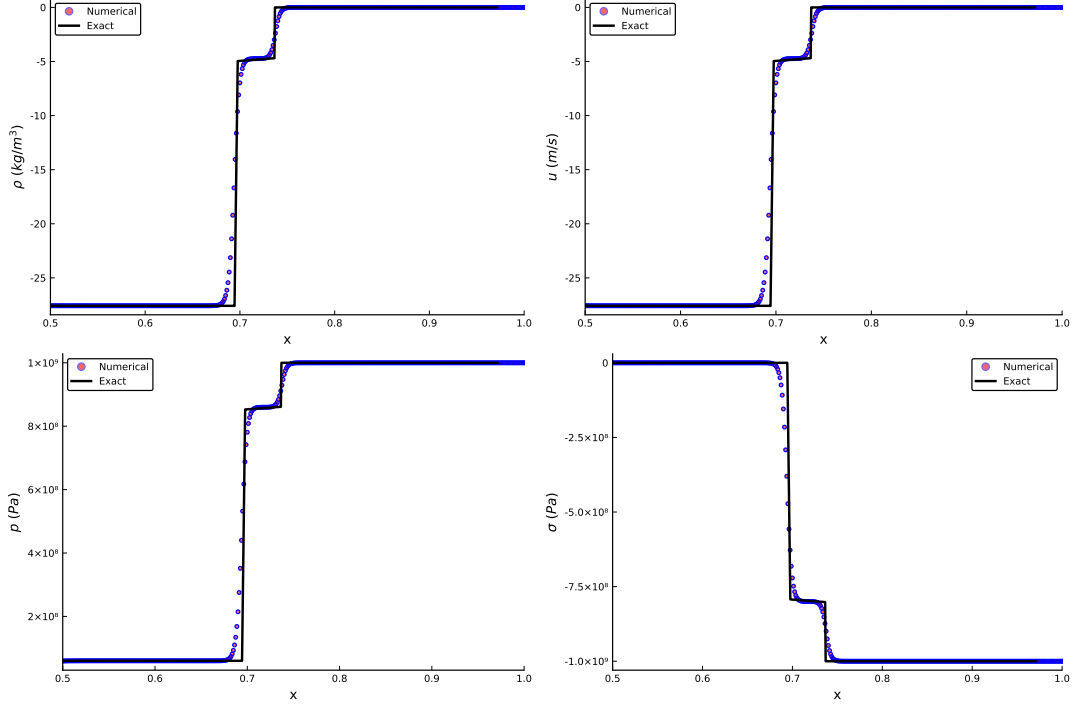 Numerical
Exact
ρ (kg/m³)
0
-5
-10
-15
-20
-25
0.5 0.6 0.7 0.8 0.9 1.0
x
Numerical
Exact
u (m/s)
0
-5
-10
-15
-20
-25
0.5 0.6 0.7 0.8 0.9 1.0
x
Numerical
Exact
p (Pa)
1×10⁹
8×10⁸
6×10⁸
4×10⁸
2×10⁸
0.5 0.6 0.7 0.8 0.9 1.0
x
Numerical
Exact
σ (Pa)
0
-2.5×10⁸
-5.0×10⁸
-7.5×10⁸
-1.0×10⁹
0.5 0.6 0.7 0.8 0.9 1.0
x